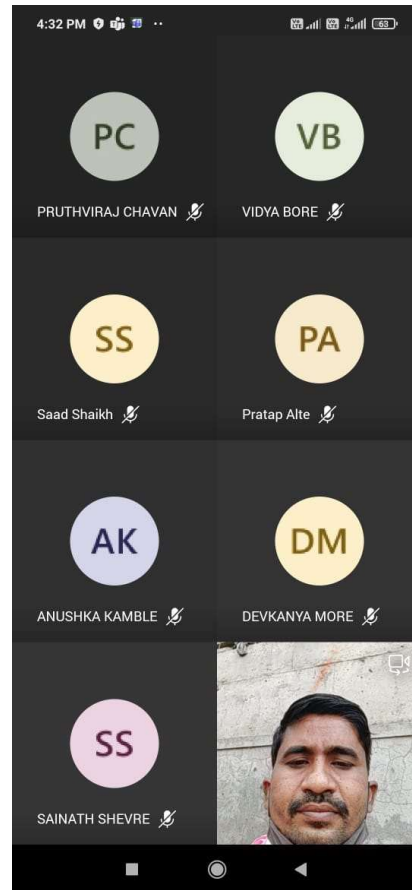 4:32 PM
4G 63
PC VB
PRUTHVIRAJ CHAVAN VIDYA BORE
SS PA
Saad Shaikh Pratap Alte
AK DM
ANUSHKA KAMBLE DEVKANYA MORE
SS
SAINATH SHEVRE